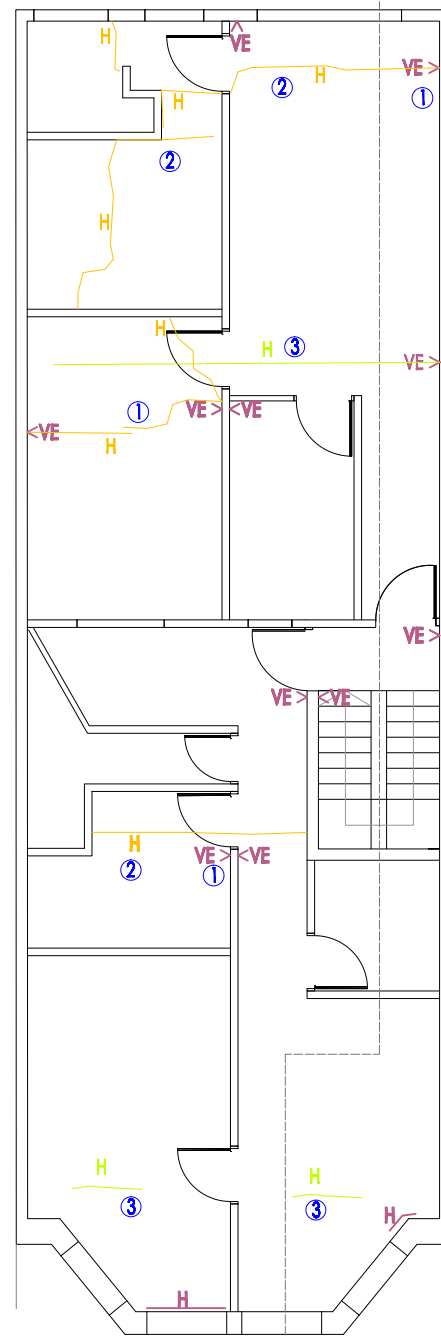 H VE
H VE >
H ② ①
②
H
H
H ③ VE >
① VE > < VE
< VE H
VE >
VE > < VE
H
② VE > < VE
①
H H
③ ③ H
H